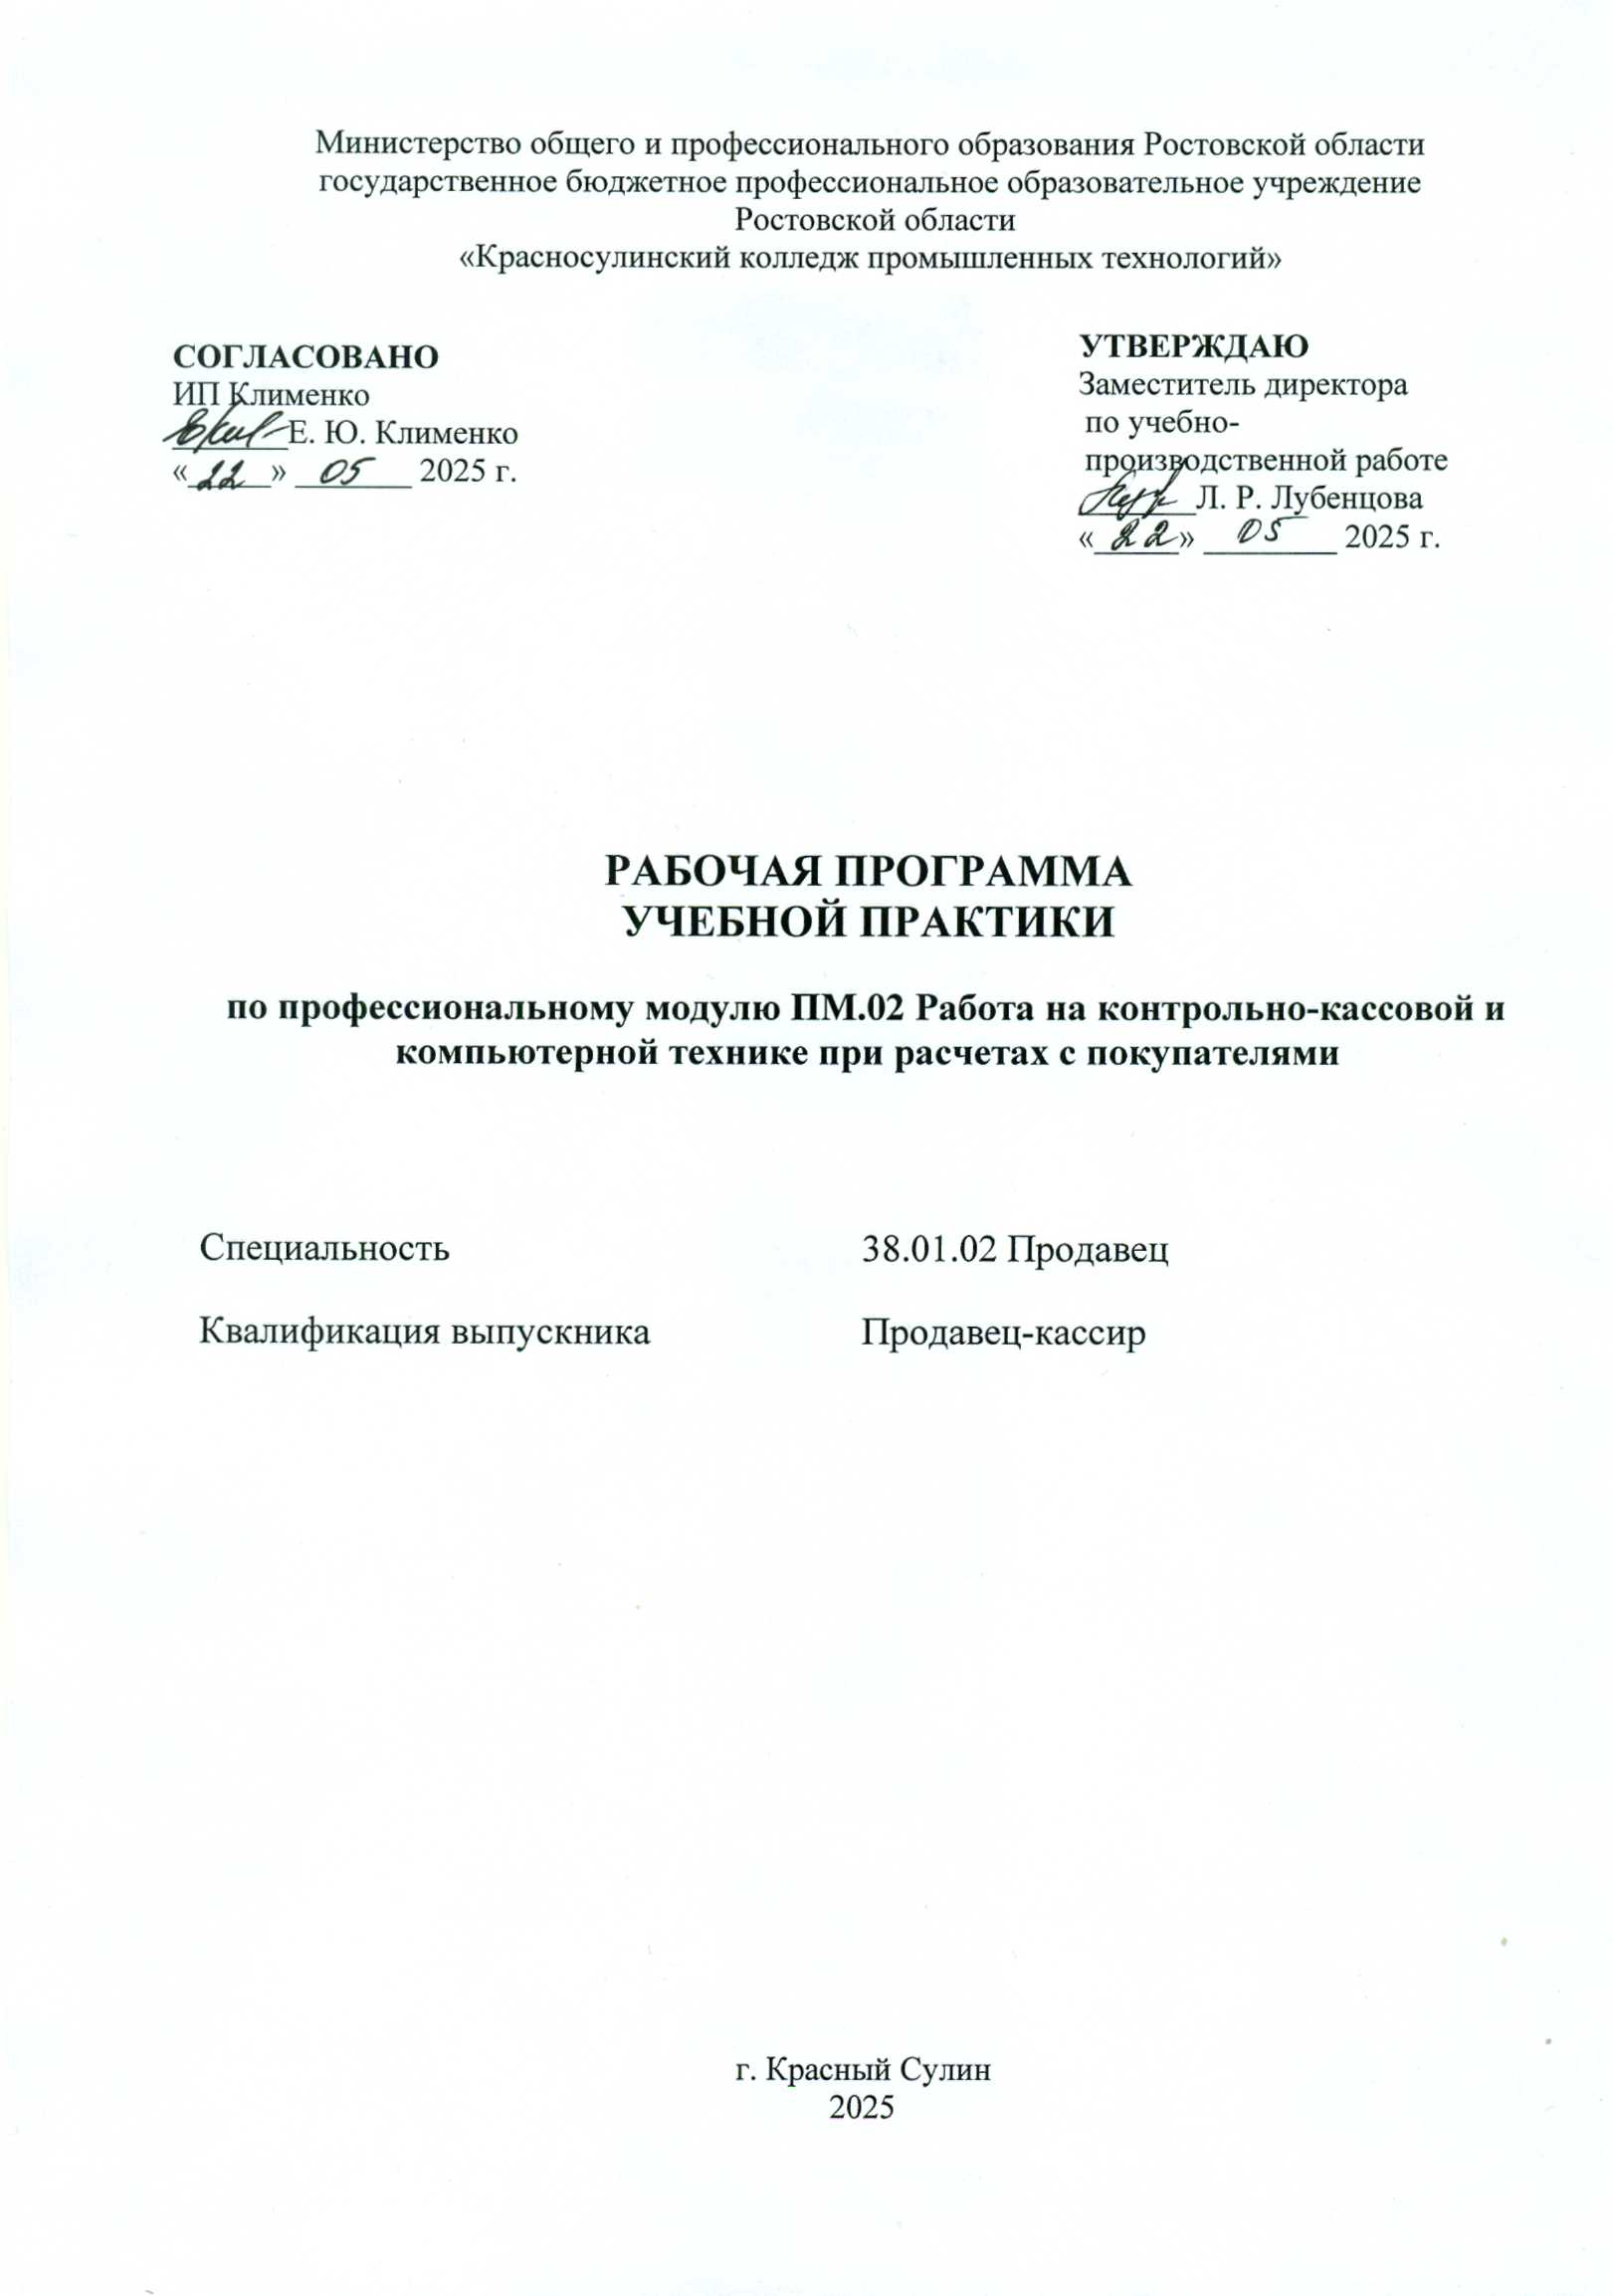 Министерство общего и профессионального образования Ростовской области
государственное бюджетное профессиональное образовательное учреждение
Ростовской области
«Красносулинский колледж промышленных технологий»
СОГЛАСОВАНО
ИП Клименко
Е. Ю. Клименко
«22» 05 2025 г.
УТВЕРЖДАЮ
Заместитель директора
по учебно-
производственной работе
Л. Р. Лубенцова
«22» 05 2025 г.
РАБОЧАЯ ПРОГРАММА
УЧЕБНОЙ ПРАКТИКИ
по профессиональному модулю ПМ.02 Работа на контрольно-кассовой и
компьютерной технике при расчетах с покупателями
Специальность 38.01.02 Продавец
Квалификация выпускника Продавец-кассир
г. Красный Сулин
2025